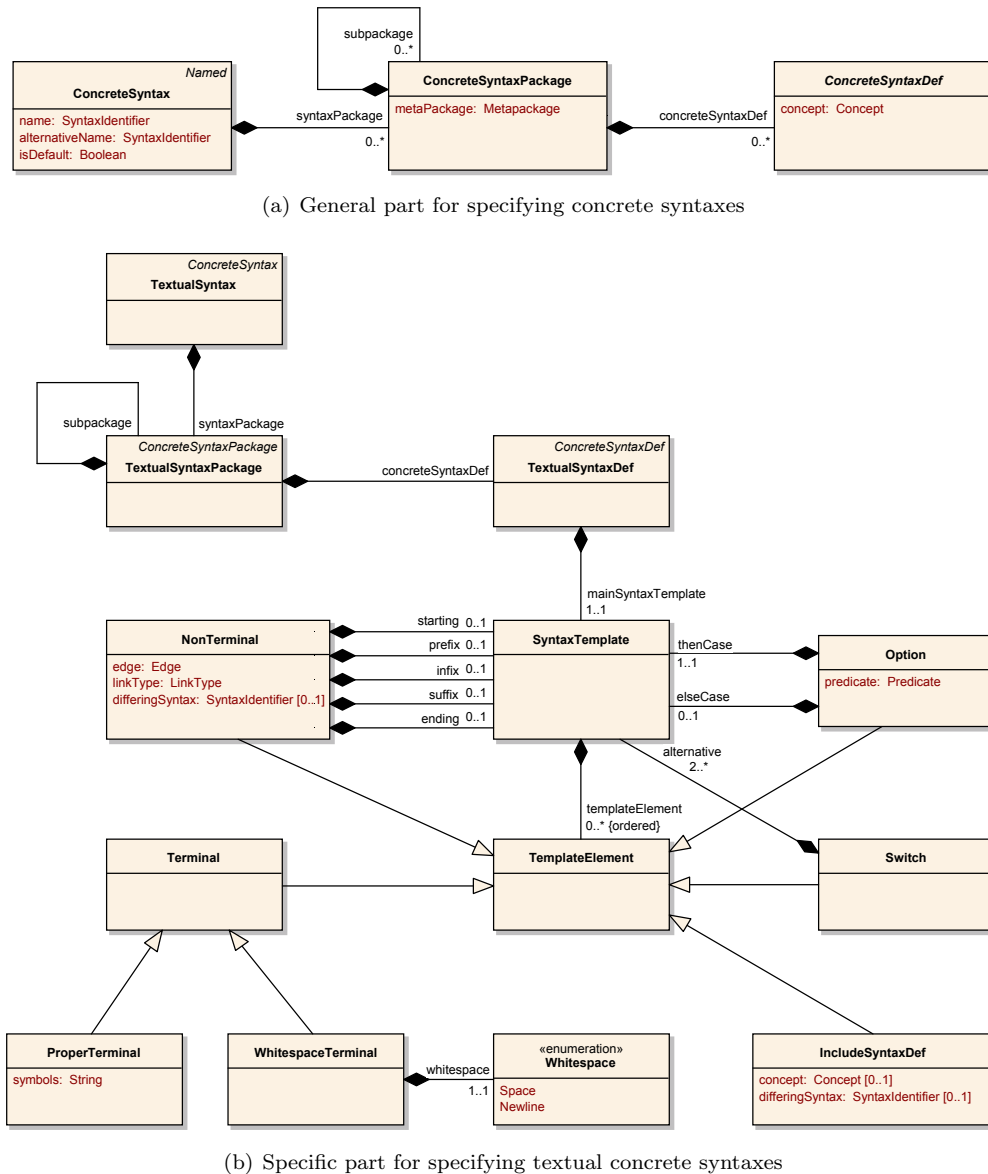 subpackage
0..*
Named
ConcreteSyntax
name: SyntaxIdentifier
alternativeName: SyntaxIdentifier
isDefault: Boolean
syntaxPackage
0..*
ConcreteSyntaxPackage
metaPackage: Metapackage
concreteSyntaxDef
0..*
ConcreteSyntaxDef
concept: Concept
(a) General part for specifying concrete syntaxes
ConcreteSyntax
TextualSyntax
subpackage
syntaxPackage
ConcreteSyntaxPackage
TextualSyntaxPackage
concreteSyntaxDef
ConcreteSyntaxDef
TextualSyntaxDef
mainSyntaxTemplate
1..1
NonTerminal
edge: Edge
linkType: LinkType
differingSyntax: SyntaxIdentifier [0..1]
starting 0..1
prefix 0..1
infix 0..1
suffix 0..1
ending 0..1
SyntaxTemplate
thenCase
1..1
elseCase
0..1
Option
predicate: Predicate
alternative
2..*
templateElement
0..* {ordered}
Terminal
TemplateElement
Switch
ProperTerminal
symbols: String
WhitespaceTerminal
whitespace
1..1
«enumeration»
Whitespace
Space
Newline
IncludeSyntaxDef
concept: Concept [0..1]
differingSyntax: SyntaxIdentifier [0..1]
(b) Specific part for specifying textual concrete syntaxes